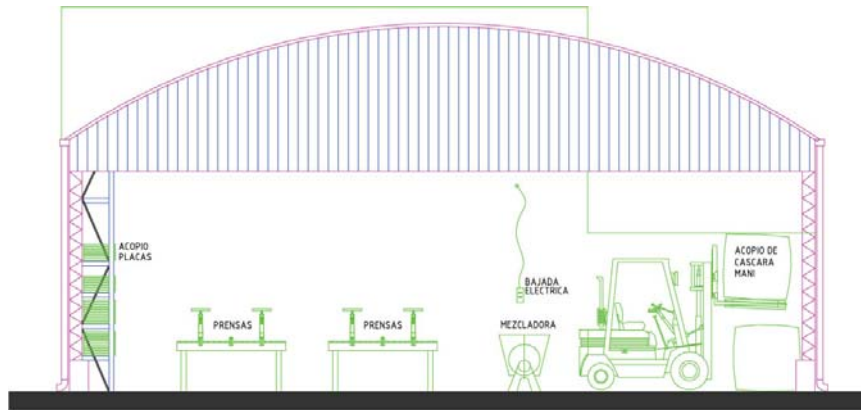 ACOPIO
PLACAS
PRENSAS
PRENSAS
BAJADA
ELECTRICA
MEZCLADORA
ACOPIO DE
CASCARA
MANI